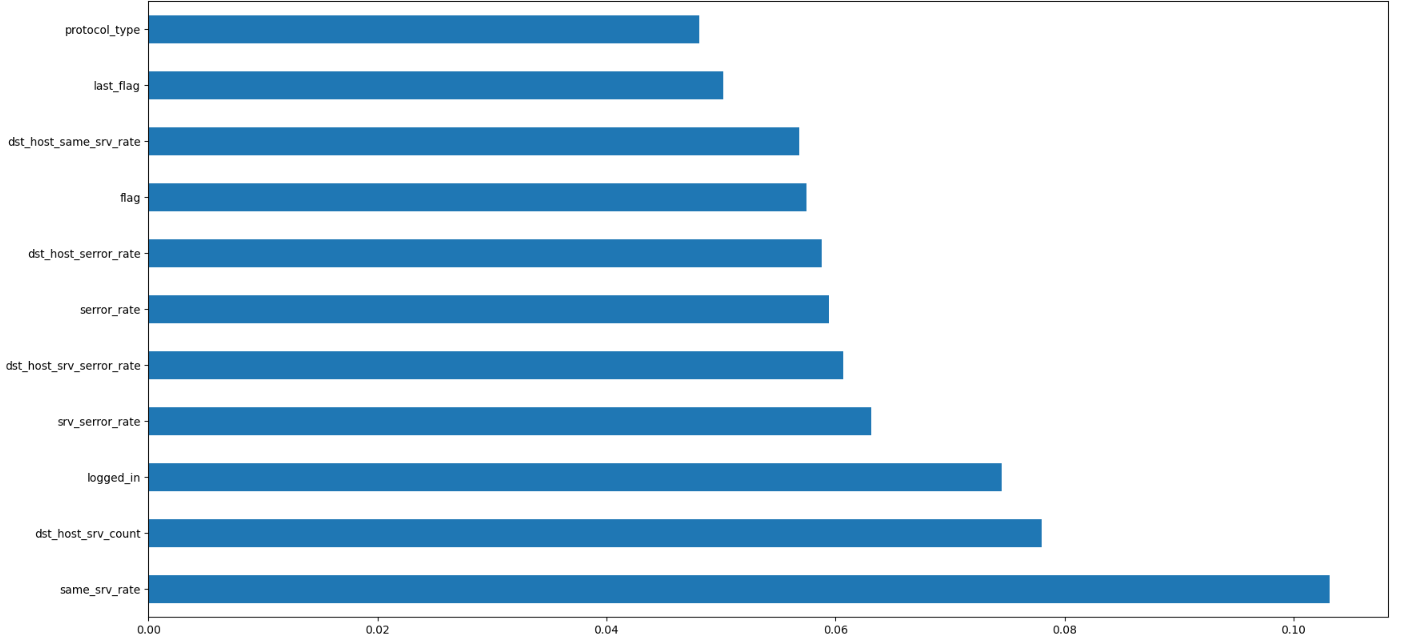 protocol_type
last_flag
dst_host_same_srv_rate
flag
dst_host_serror_rate
serror_rate
dst_host_srv_serror_rate
srv_serror_rate
logged_in
dst_host_srv_count
same_srv_rate
0.00 0.02 0.04 0.06 0.08 0.10